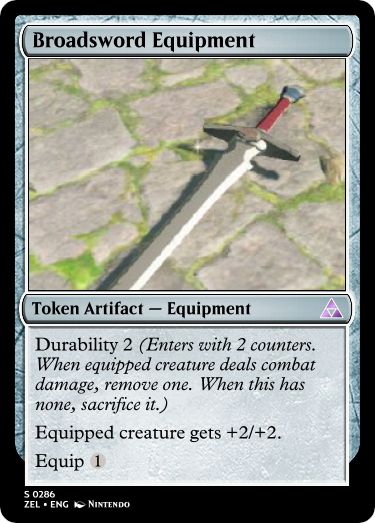 Broadsword Equipment
Token Artifact — Equipment
Durability 2 (Enters with 2 counters.
When equipped creature deals combat
damage, remove one. When this has
none, sacrifice it.)
Equipped creature gets +2/+2.
Equip 1
S 0286
ZEL • ENG Nintendo